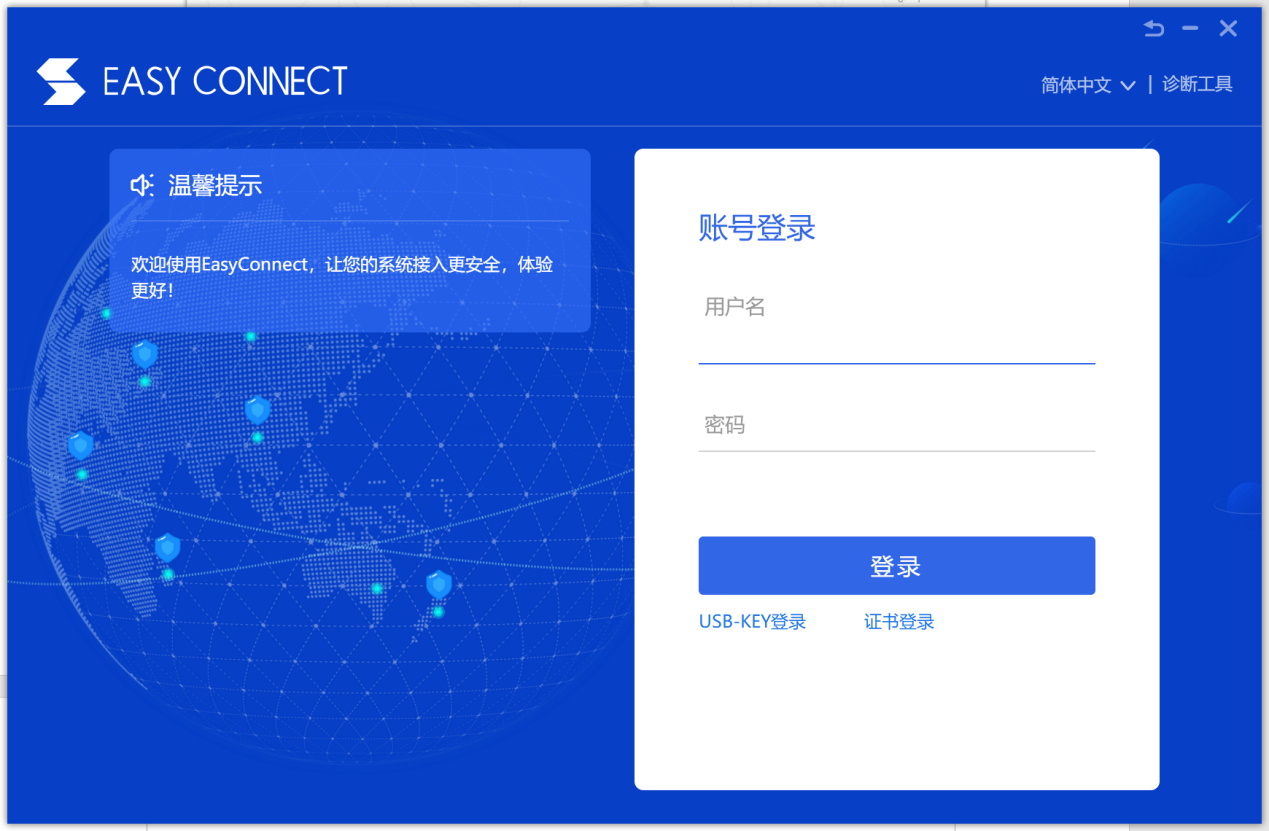 EASY CONNECT
简体中文 | 诊断工具
温馨提示
欢迎使用EasyConnect，让您的系统接入更安全，体验
更好！
账号登录
用户名
密码
登录
USB-KEY登录 证书登录